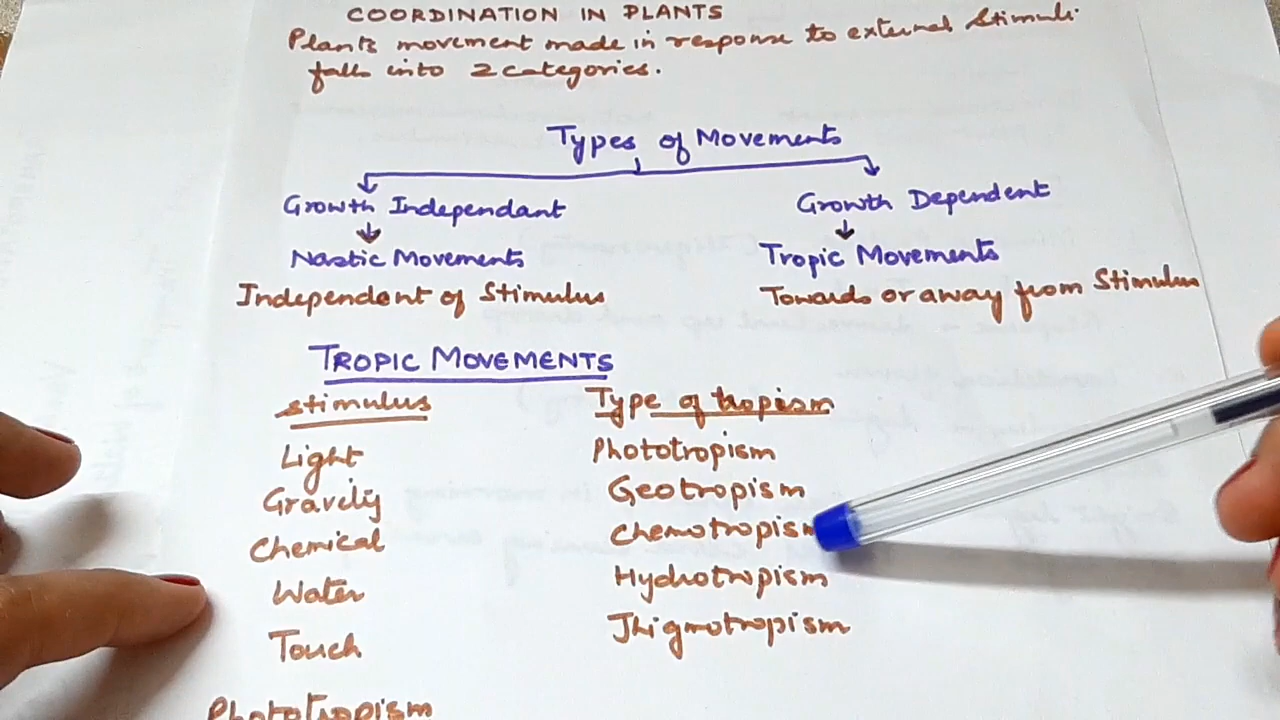 COORDINATION IN PLANTS
Plants movement made in response to external stimuli
falls into 2 categories.
Types of Movements
Growth Independant
Growth Dependent
Nastic Movements
Tropic Movements
Independent of Stimulus
Towards or away from Stimulus
TROPIC MOVEMENTS
stimulus Type of tropism
Light Phototropism
Gravity Geotropism
Chemical Chemotropism
Water Hydrotropism
Touch Thigmotropism
Phototropism